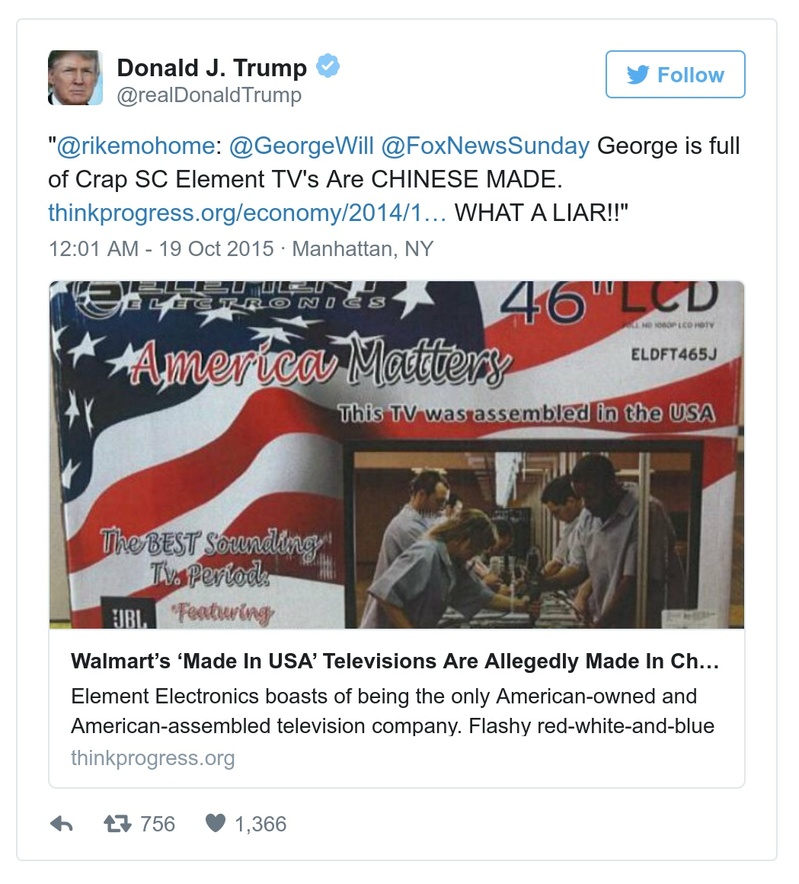 Donald J. Trump
@realDonaldTrump
Follow
"@rikemohome: @GeorgeWill @FoxNewsSunday George is full
of Crap SC Element TV's Are CHINESE MADE.
thinkprogress.org/economy/2014/1… WHAT A LIAR!!"
12:01 AM - 19 Oct 2015 · Manhattan, NY
ELEMENT
ELECTRONICS
46" LCD
FULL HD 1080P LCD HDTV
ELDFT465J
America Matters
This TV was assembled in the USA
The BEST Sounding
Tv. Period.
JBL
Featuring
Walmart's 'Made In USA' Televisions Are Allegedly Made In Ch…
Element Electronics boasts of being the only American-owned and
American-assembled television company. Flashy red-white-and-blue
thinkprogress.org
756
1,366